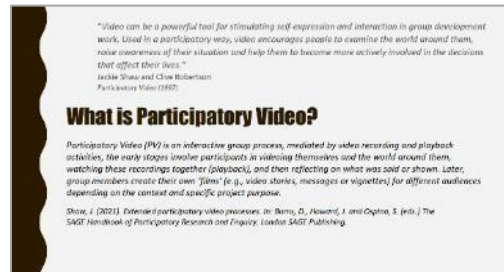 "Video can be a powerful tool for stimulating self-expression and interaction in group development
work. Used in a participatory way, video encourages people to examine the world around them,
raise awareness of their situation and help them to become more actively involved in the decisions
that affect their lives."
Jackie Shaw and Clive Robertson
Participatory Video (1997)
What is Participatory Video?
Participatory Video (PV) is an interactive group process, mediated by video recording and playback
activities, the early stages involve participants in videoing themselves and the world around them,
watching these recordings together (playback), and then reflecting on what was said or shown. Later,
group members create their own 'films' (e.g., video stories, messages or vignettes) for different audiences
depending on the context and specific project purpose.
Shaw, J. (2021). Extended participatory video processes. In: Burns, D., Howard, J. and Ospina, S. (eds.) The
SAGE Handbook of Participatory Research and Enquiry. London SAGE Publishing.